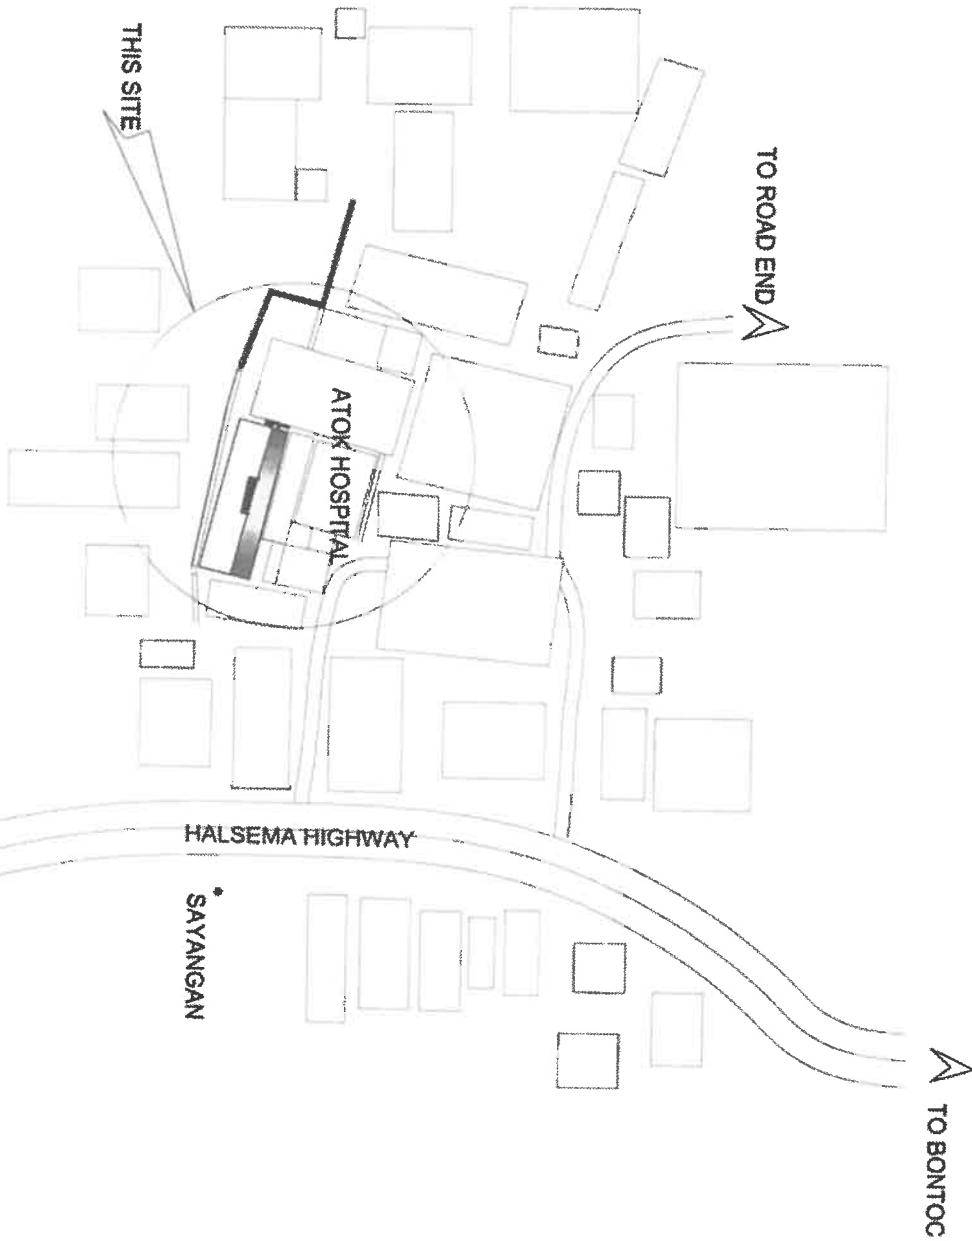 THIS SITE
TO ROAD END
ATOK HOSPITAL
HALSEMA HIGHWAY
SAYANGAN
TO BONTOC